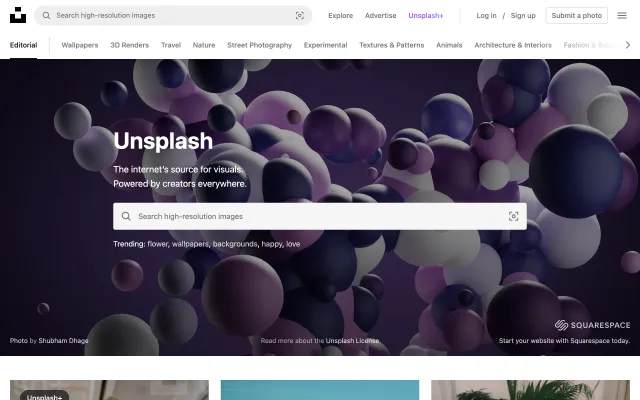 Search high-resolution images
Explore
Advertise
Unsplash+
Log in / Sign up
Submit a photo
Editorial
Wallpapers
3D Renders
Travel
Nature
Street Photography
Experimental
Textures & Patterns
Animals
Architecture & Interiors
Fashion &
Unsplash
The internet's source for visuals.
Powered by creators everywhere.
Search high-resolution images
Trending: flower, wallpapers, backgrounds, happy, love
SQUARESPACE
Photo by Shubham Dhage
Read more about the Unsplash License
Start your website with Squarespace today.
Unsplash+